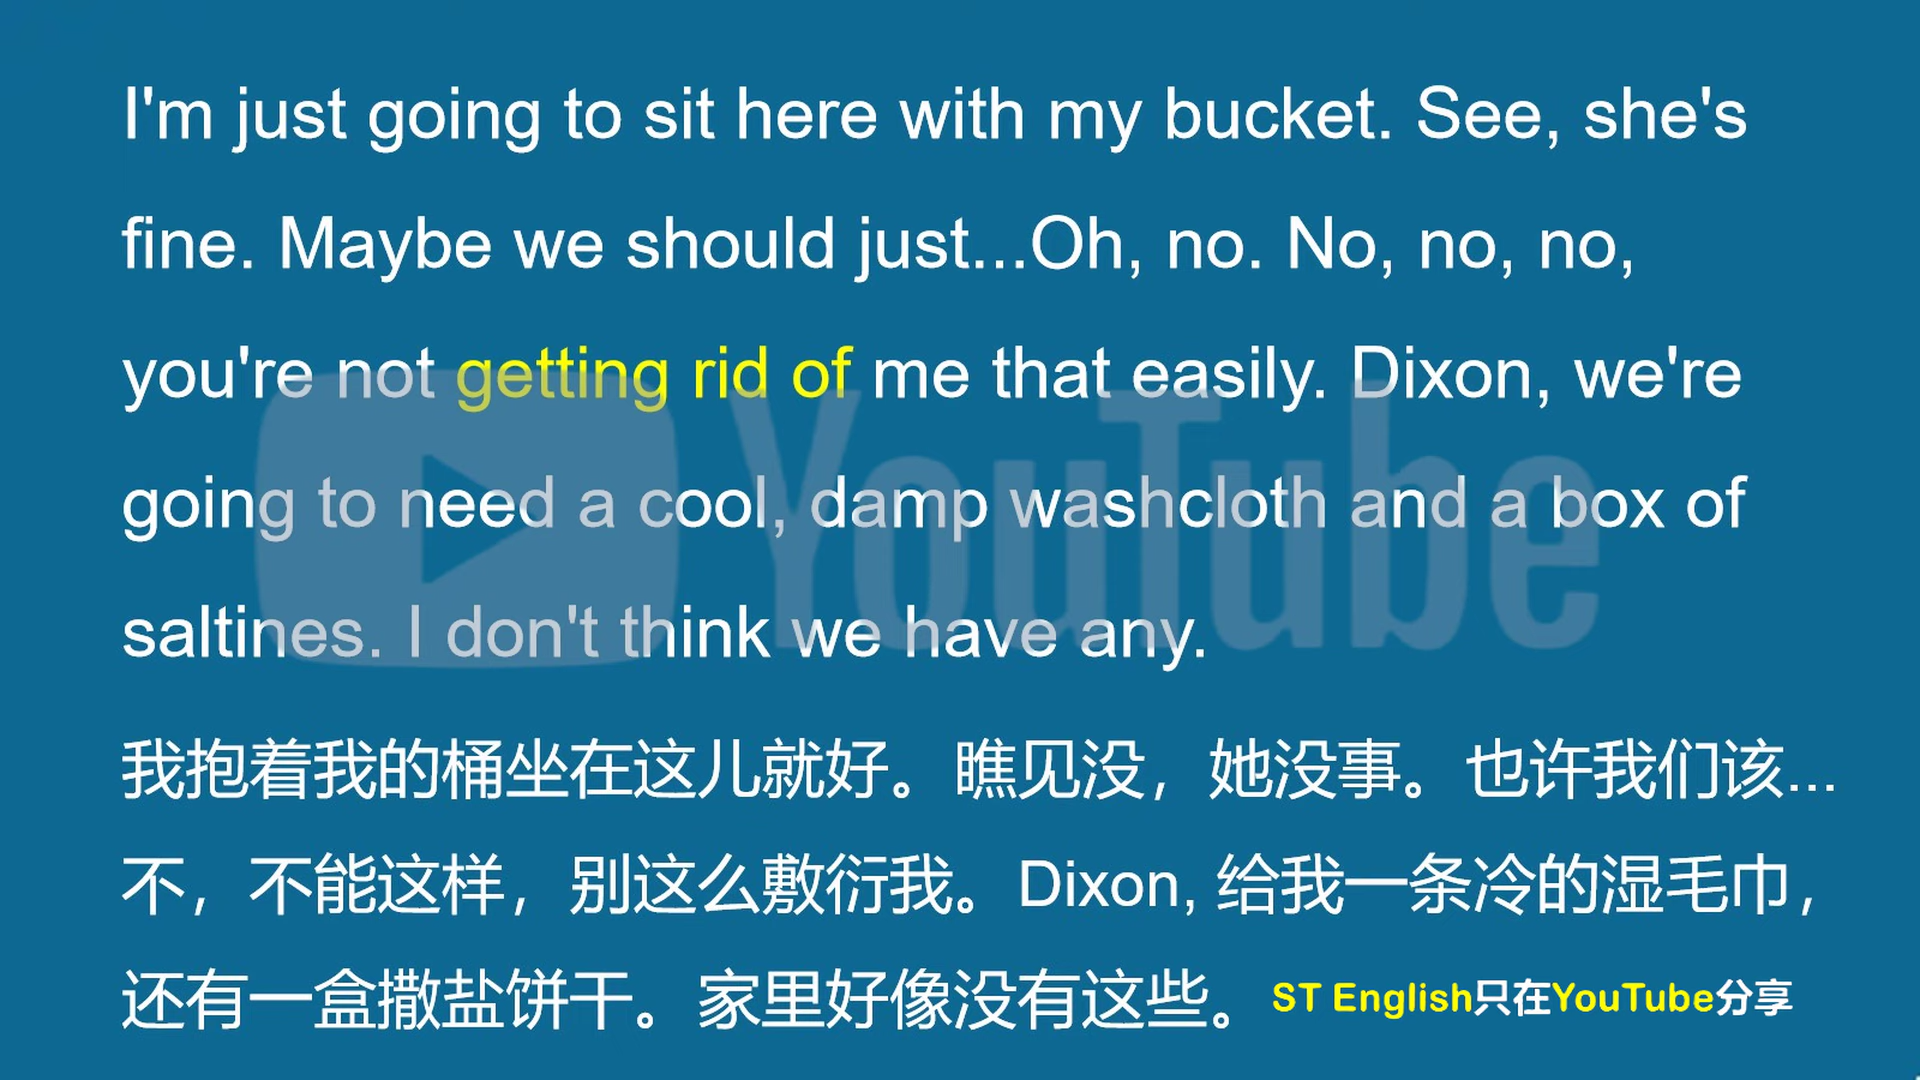 I'm just going to sit here with my bucket. See, she's
fine. Maybe we should just...Oh, no. No, no, no,
you're not getting rid of me that easily. Dixon, we're
going to need a cool, damp washcloth and a box of
saltines. I don't think we have any.
YouTube
我抱着我的桶坐在这儿就好。瞧见没，她没事。也许我们该...
不，不能这样，别这么敷衍我。Dixon, 给我一条冷的湿毛巾，
还有一盒撒盐饼干。家里好像没有这些。
ST English只在YouTube分享